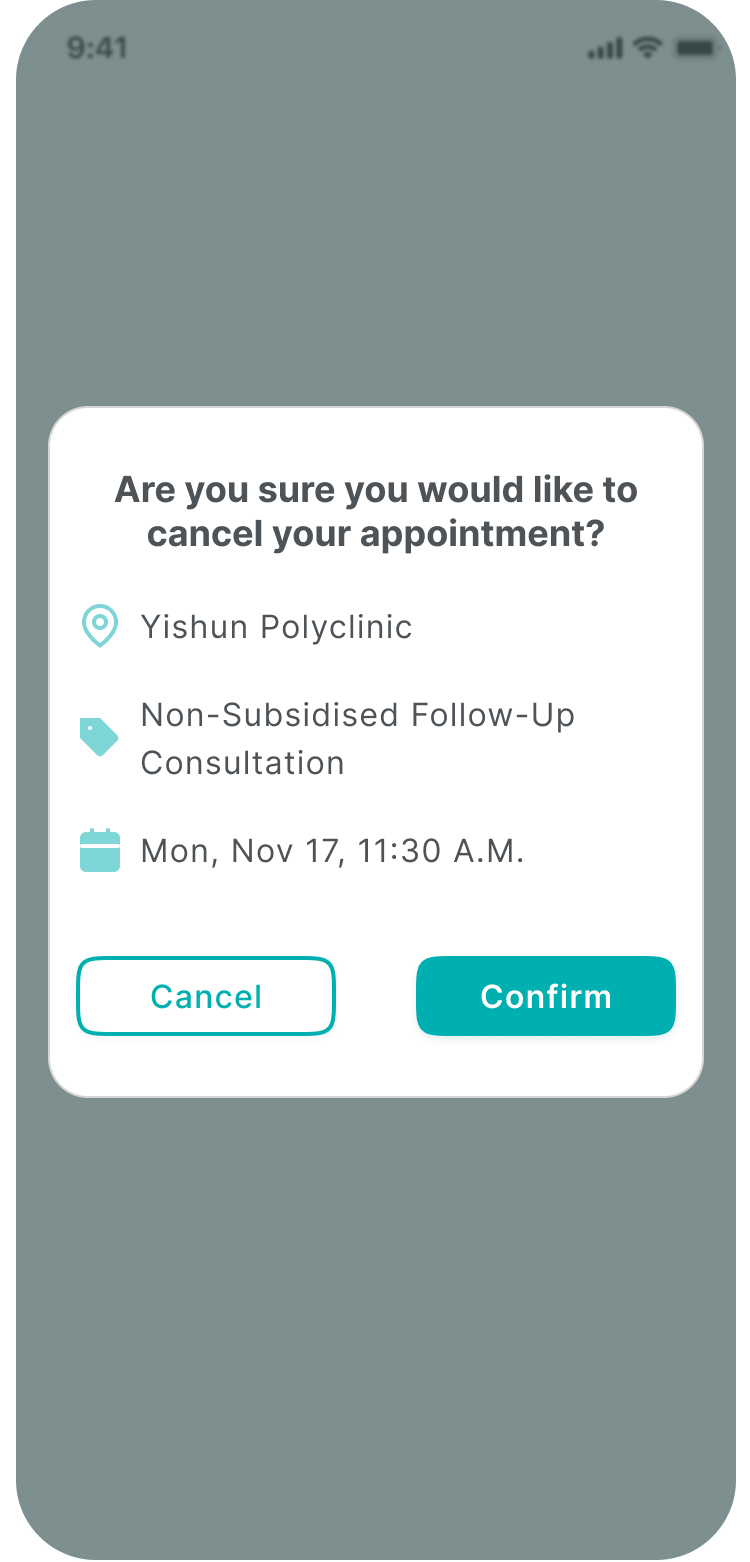 9:41
Are you sure you would like to
cancel your appointment?
Yishun Polyclinic
Non-Subsidised Follow-Up
Consultation
Mon, Nov 17, 11:30 A.M.
Cancel
Confirm